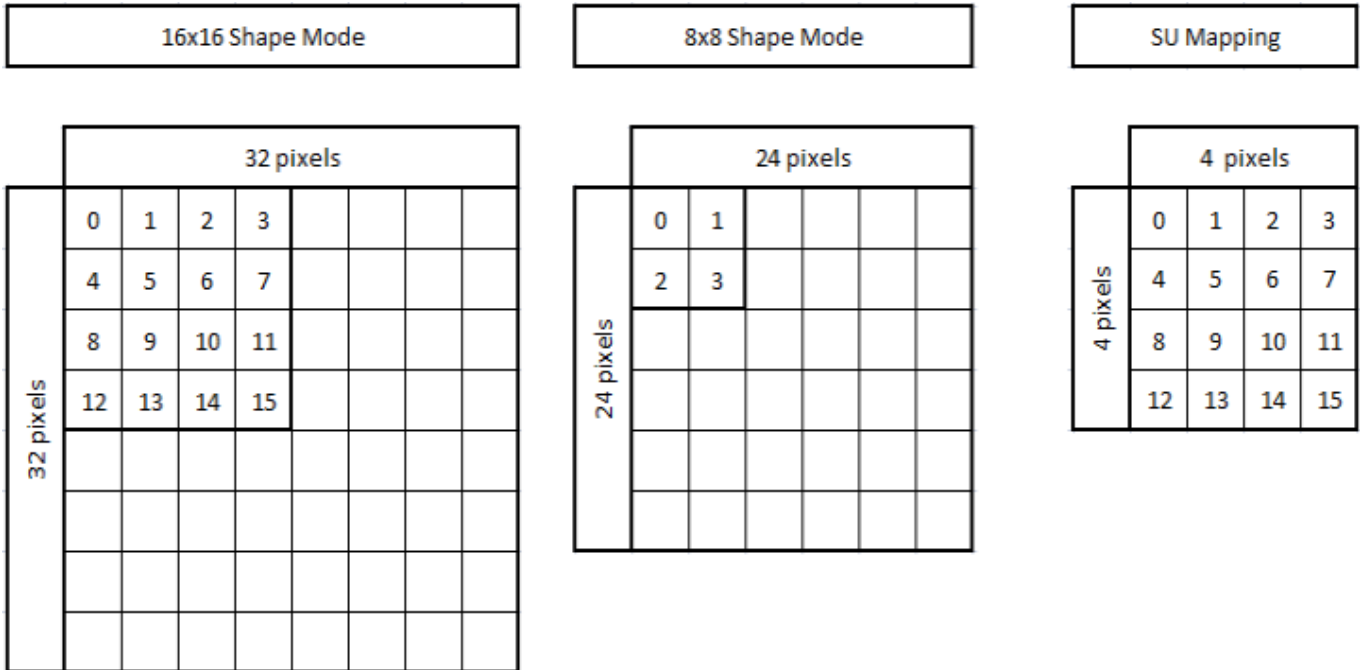 16x16 Shape Mode
8x8 Shape Mode
SU Mapping
32 pixels
32 pixels
0 1 2 3
4 5 6 7
8 9 10 11
12 13 14 15
24 pixels
24 pixels
0 1
2 3
4 pixels
4 pixels
0 1 2 3
4 5 6 7
8 9 10 11
12 13 14 15